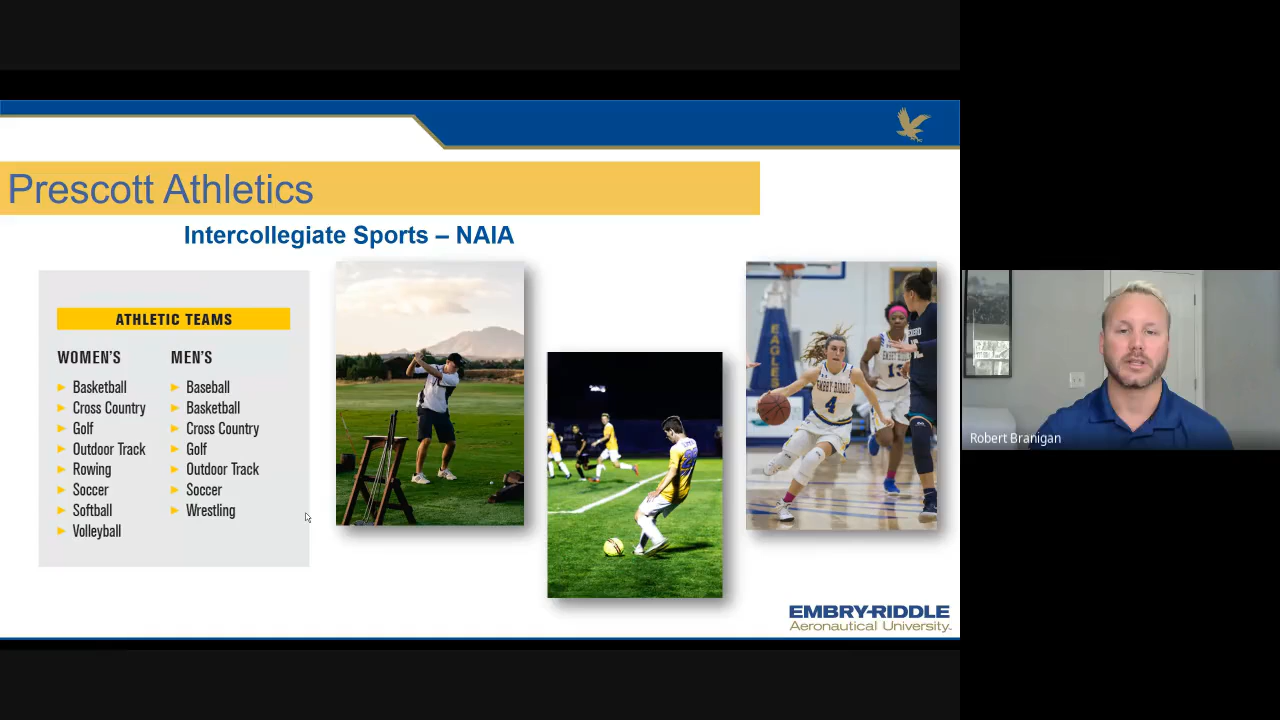 Prescott Athletics
Intercollegiate Sports – NAIA
ATHLETIC TEAMS
WOMEN'S
Basketball
Cross Country
Golf
Outdoor Track
Rowing
Soccer
Softball
Volleyball
MEN'S
Baseball
Basketball
Cross Country
Golf
Outdoor Track
Soccer
Wrestling
EAGLES
EMBRY-RIDDLE
4
13
EMBRY-RIDDLE
Aeronautical University
Robert Branigan